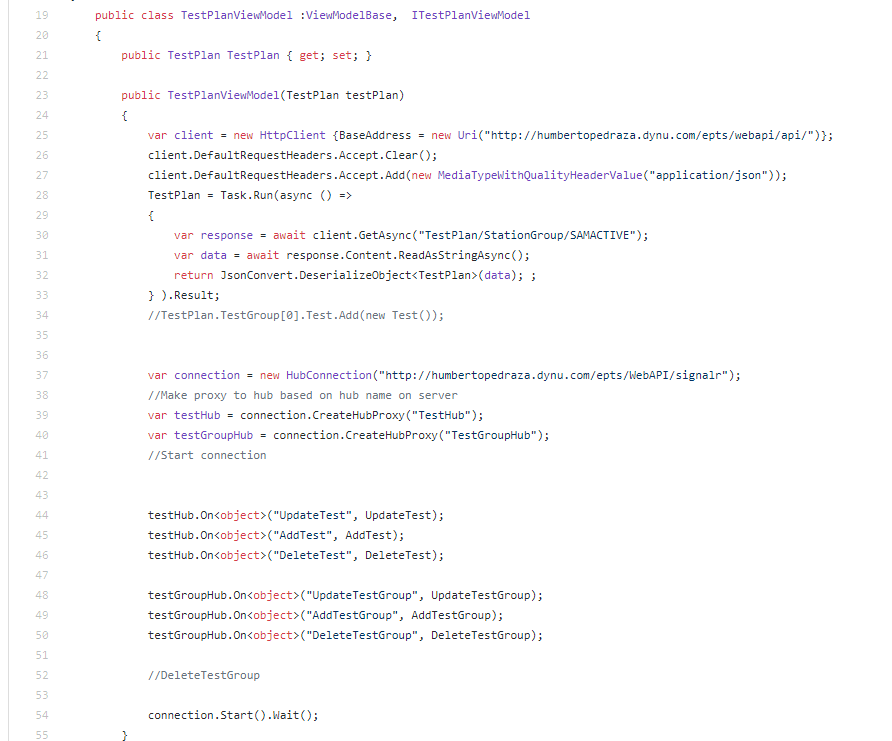 19 public class TestPlanViewModel :ViewModelBase,  ITestPlanViewModel
20 {
21 public TestPlan TestPlan { get; set; }
22
23 public TestPlanViewModel(TestPlan testPlan)
24 {
25 var client = new HttpClient {BaseAddress = new Uri("http://humbertopedraza.dynu.com/epts/webapi/api/")};
26 client.DefaultRequestHeaders.Accept.Clear();
27 client.DefaultRequestHeaders.Accept.Add(new MediaTypeWithQualityHeaderValue("application/json"));
28 TestPlan = Task.Run(async () =>
29 {
30 var response = await client.GetAsync("TestPlan/StationGroup/SAMACTIVE");
31 var data = await response.Content.ReadAsStringAsync();
32 return JsonConvert.DeserializeObject<TestPlan>(data); ;
33 } ).Result;
34 //TestPlan.TestGroup[0].Test.Add(new Test());
35
36
37 var connection = new HubConnection("http://humbertopedraza.dynu.com/epts/WebAPI/signalr");
38 //Make proxy to hub based on hub name on server
39 var testHub = connection.CreateHubProxy("TestHub");
40 var testGroupHub = connection.CreateHubProxy("TestGroupHub");
41 //Start connection
42
43
44 testHub.On<object>("UpdateTest", UpdateTest);
45 testHub.On<object>("AddTest", AddTest);
46 testHub.On<object>("DeleteTest", DeleteTest);
47
48 testGroupHub.On<object>("UpdateTestGroup", UpdateTestGroup);
49 testGroupHub.On<object>("AddTestGroup", AddTestGroup);
50 testGroupHub.On<object>("DeleteTestGroup", DeleteTestGroup);
51
52 //DeleteTestGroup
53
54 connection.Start().Wait();
55 }